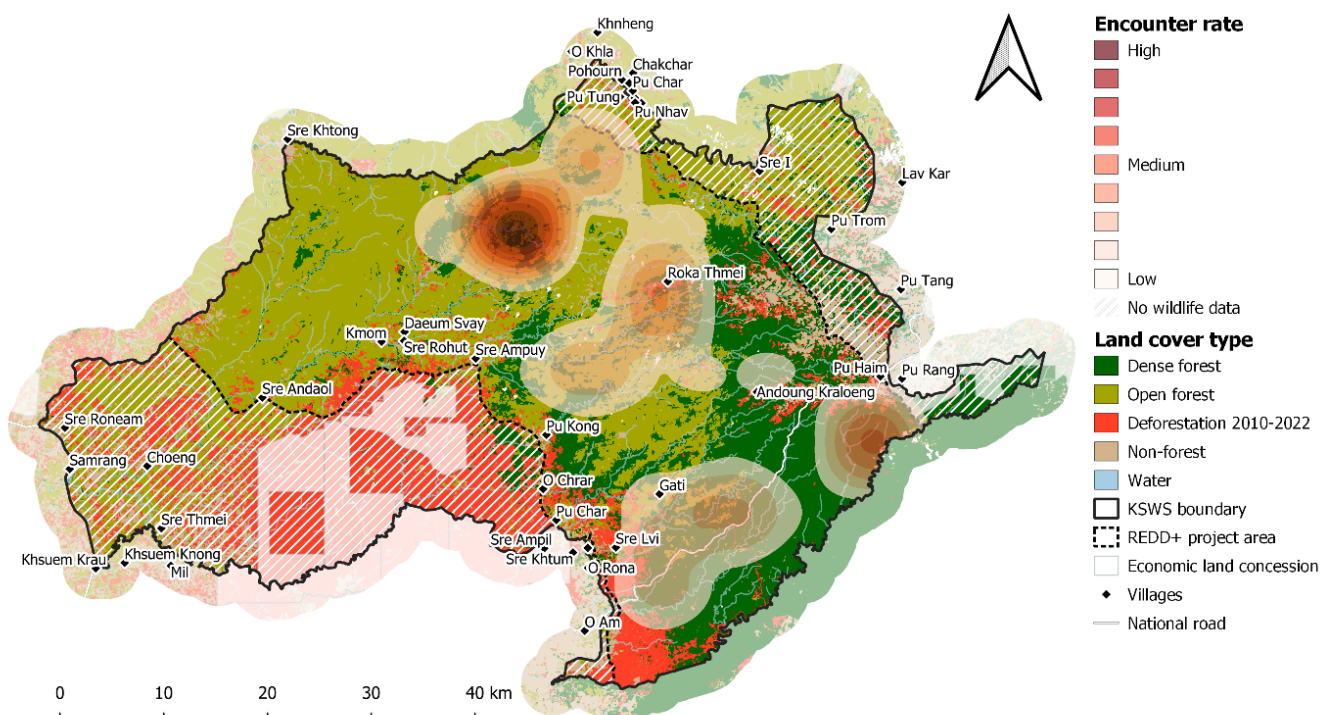 Khnheng
O Khla
Chakchar
Pohourn
Pu Char
Pu Tung
Pu Nhav
Sre Khtong
Sre I
Lav Kar
Pu Trom
Roka Thmei
Pu Tang
Daeum Svay
Kmom
Sre Rohut
Sre Ampuy
Pu Haim
Pu Rang
Sre Andaol
Andoung Kraloeng
Sre Roneam
Pu Kong
Samrang
Choeng
O Chrar
Gati
Pu Char
Sre Thmei
Sre Ampil
Sre Lvi
Khsuem Krau
Khsuem Knong
Sre Khtum
Mil
O Rona
O Am
0 10 20 30 40 km
Encounter rate
High
Medium
Low
No wildlife data
Land cover type
Dense forest
Open forest
Deforestation 2010-2022
Non-forest
Water
KSWS boundary
REDD+ project area
Economic land concession
Villages
National road